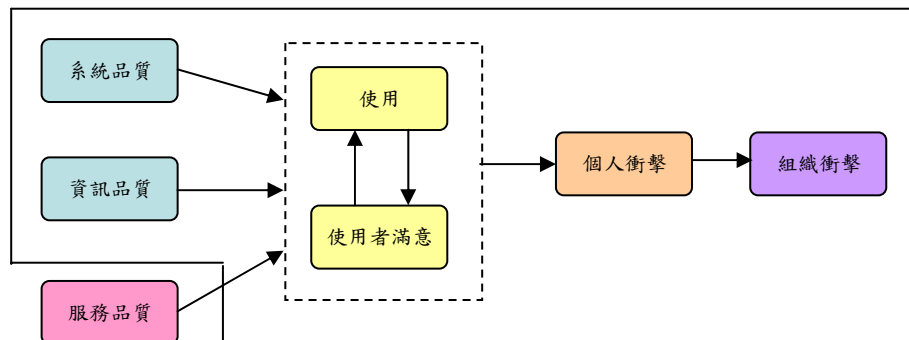 系統品質
使用
資訊品質
個人衝擊
組織衝擊
使用者滿意
服務品質